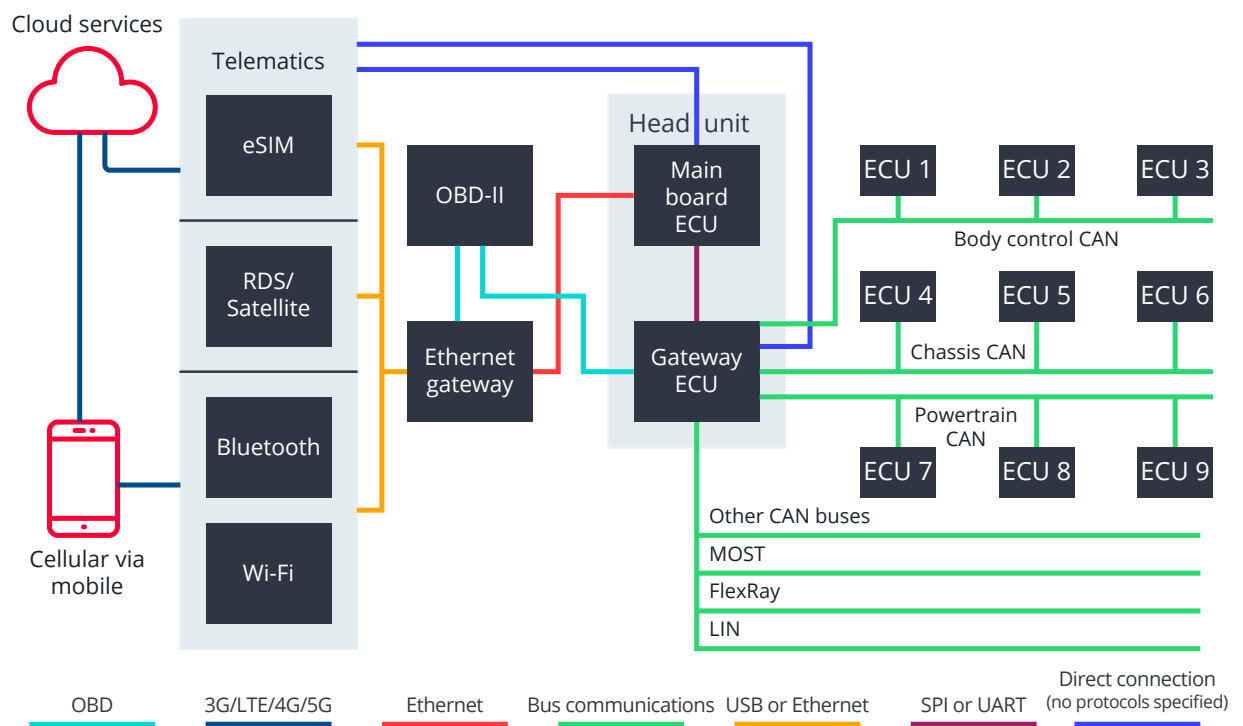 Cloud services
Telematics
eSIM
RDS/
Satellite
Bluetooth
Wi-Fi
Cellular via
mobile
OBD-II
Ethernet
gateway
Head unit
Main
board
ECU
Gateway
ECU
ECU 1
ECU 2
ECU 3
Body control CAN
ECU 4
ECU 5
ECU 6
Chassis CAN
Powertrain
CAN
ECU 7
ECU 8
ECU 9
Other CAN buses
MOST
FlexRay
LIN
OBD
3G/LTE/4G/5G
Ethernet
Bus communications
USB or Ethernet
SPI or UART
Direct connection
(no protocols specified)